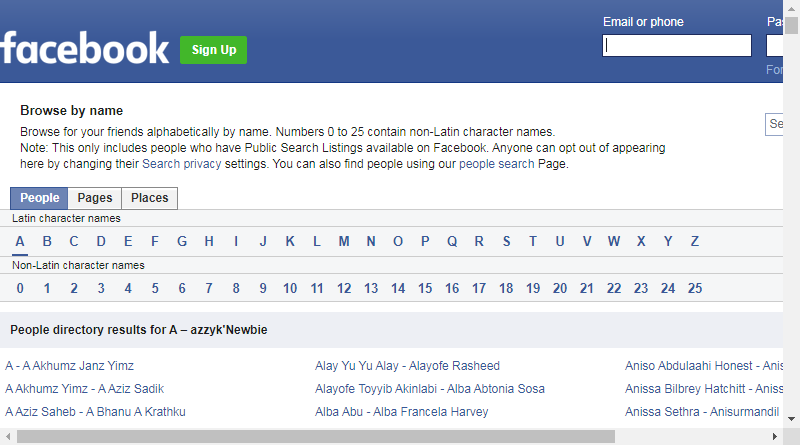 facebook
Sign Up
Email or phone
Browse by name
Browse for your friends alphabetically by name. Numbers 0 to 25 contain non-Latin character names.
Note: This only includes people who have Public Search Listings available on Facebook. Anyone can opt out of appearing
here by changing their Search privacy settings. You can also find people using our people search Page.
People Pages Places
Latin character names
A B C D E F G H I J K L M N O P Q R S T U V W X Y Z
Non-Latin character names
0 1 2 3 4 5 6 7 8 9 10 11 12 13 14 15 16 17 18 19 20 21 22 23 24 25
People directory results for A – azzyk'Newbie
A - A Akhumz Janz Yimz Alay Yu Yu Alay - Alayofe Rasheed Aniso Abdulaahi Honest -
A Akhumz Yimz - A Aziz Sadik Alayofe Toyyib Akinlabi - Alba Abtonia Sosa Anissa Bilbrey Hatchitt -
A Aziz Saheb - A Bhanu A Krathku Alba Abu - Alba Francela Harvey Anissa Sethra - Anisurmandil